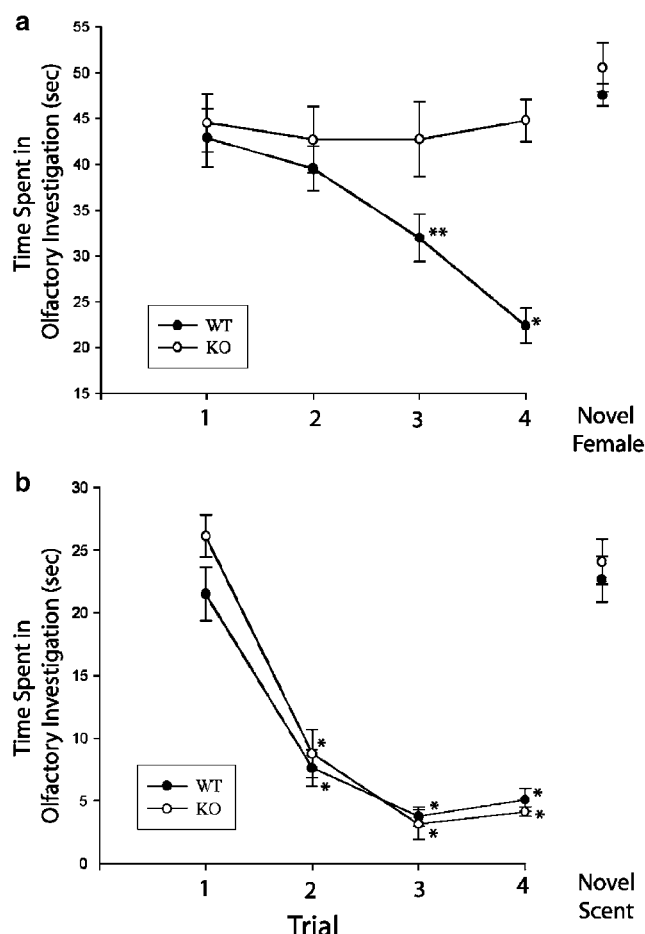 a
55
50
45
40
35
30
25
20
15
Time Spent in
Olfactory Investigation (sec)
**
*
WT
KO
1 2 3 4
Novel
Female
b
30
25
20
15
10
5
0
Time Spent in
Olfactory Investigation (sec)
*
*
*
*
*
*
WT
KO
1 2 3 4
Trial
Novel
Scent